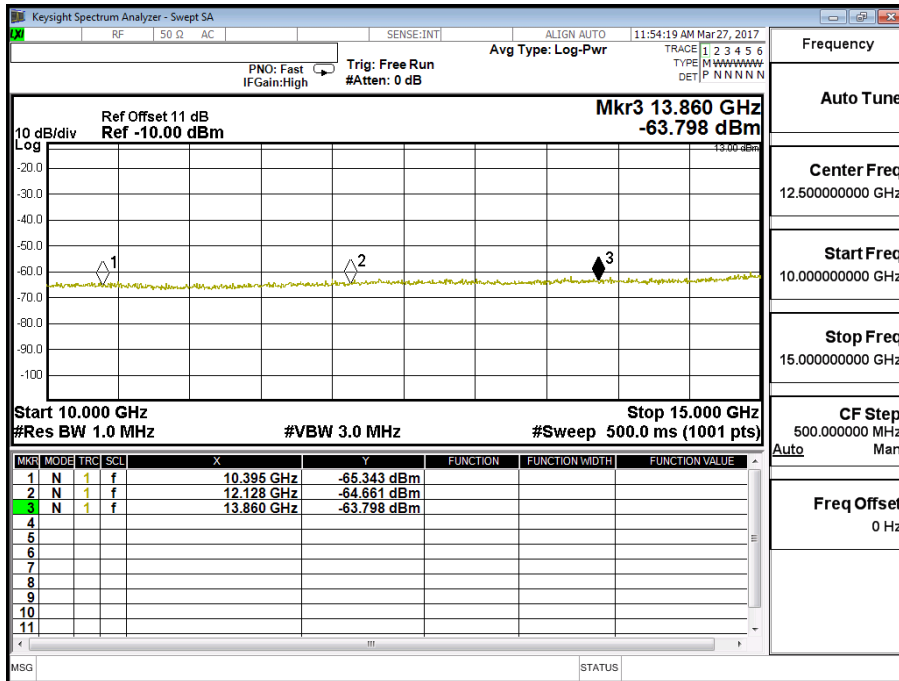 Keysight Spectrum Analyzer - Swept SA
LXI RF 50 Ω AC SENSE:INT ALIGN AUTO 11:54:19 AM Mar 27, 2017
Frequency
Avg Type: Log-Pwr TRACE 1 2 3 4 5 6
PNO: Fast Trig: Free Run TYPE M WWWWW
IFGain:High #Atten: 0 dB DET P N N N N N
Auto Tune
Mkr3 13.860 GHz
Ref Offset 11 dB
10 dB/div Ref -10.00 dBm -63.798 dBm
Log
13.00 dBm
-20.0
-30.0
-40.0
-50.0
-60.0
-70.0
-80.0
-90.0
-100
1
2
3
Center Freq
12.500000000 GHz
Start Freq
10.000000000 GHz
Stop Freq
15.000000000 GHz
Start 10.000 GHz Stop 15.000 GHz
#Res BW 1.0 MHz #VBW 3.0 MHz #Sweep 500.0 ms (1001 pts)
CF Step
500.000000 MHz
Auto Man
MKR MODE TRC SCL X Y FUNCTION FUNCTION WIDTH FUNCTION VALUE
1 N 1 f 10.395 GHz -65.343 dBm
2 N 1 f 12.128 GHz -64.661 dBm
3 N 1 f 13.860 GHz -63.798 dBm
4
5
6
7
8
9
10
11
Freq Offset
0 Hz
MSG STATUS